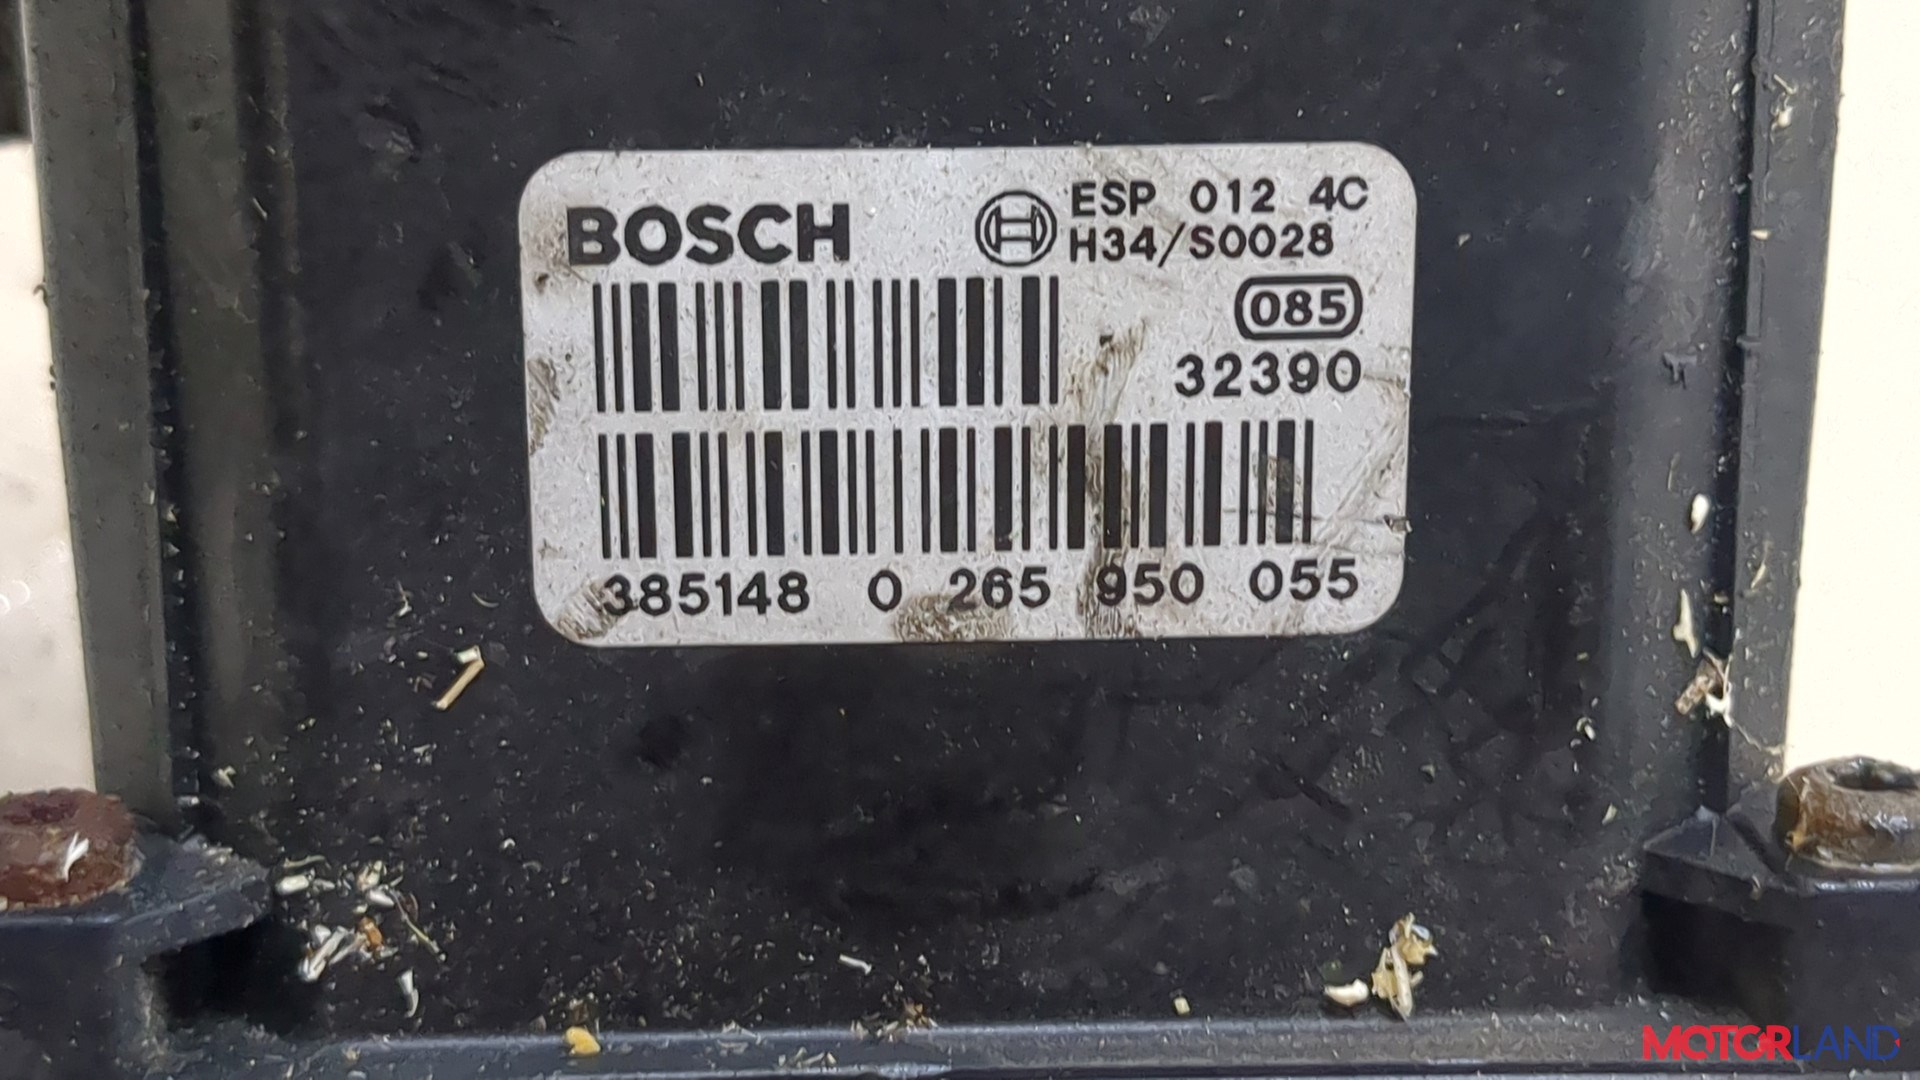 BOSCH
ESP 012 4C
H34/S0028
085
32390
385148 0 265 950 055
MOTORLAND